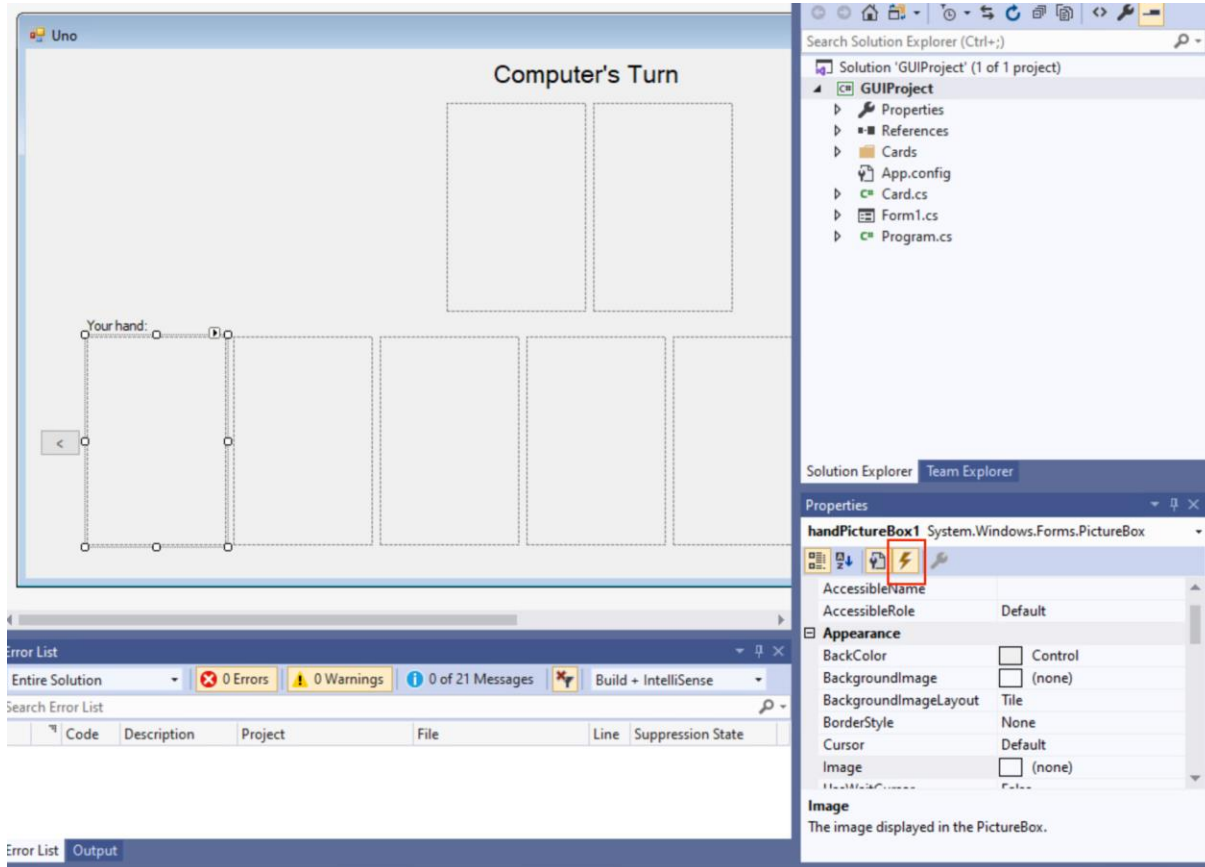 Uno
Computer's Turn
Your hand:
<
Search Solution Explorer (Ctrl+;)
Solution 'GUIProject' (1 of 1 project)
C# GUIProject
Properties
References
Cards
App.config
C# Card.cs
Form1.cs
C# Program.cs
Solution Explorer Team Explorer
Properties
handPictureBox1 System.Windows.Forms.PictureBox
AccessibleName
AccessibleRole Default
Appearance
BackColor Control
BackgroundImage (none)
BackgroundImageLayout Tile
BorderStyle None
Cursor Default
Image (none)
UseWaitCursor False
Image
The image displayed in the PictureBox.
Error List
Entire Solution 0 Errors 0 Warnings 0 of 21 Messages Build + IntelliSense
Search Error List
Code Description Project File Line Suppression State
Error List Output